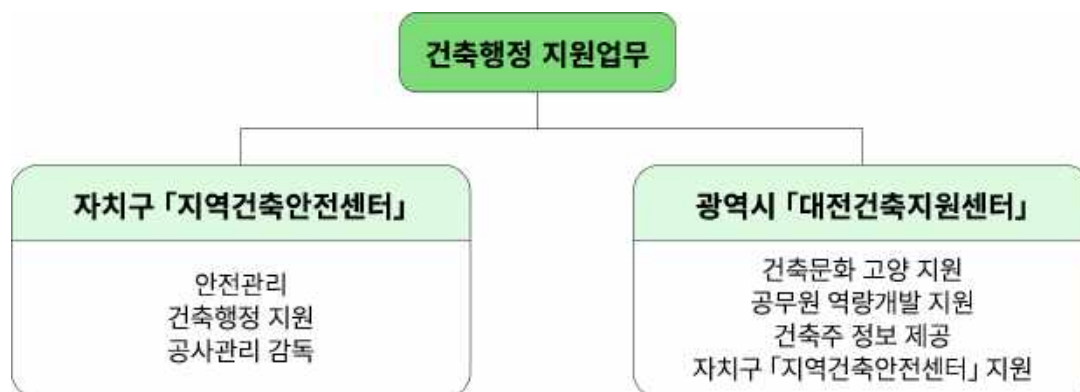 건축행정 지원업무
자치구 ｢지역건축안전센터｣
안전관리
건축행정 지원
공사관리 감독
광역시 ｢대전건축지원센터｣
건축문화 고양 지원
공무원 역량개발 지원
건축주 정보 제공
자치구 ｢지역건축안전센터｣ 지원